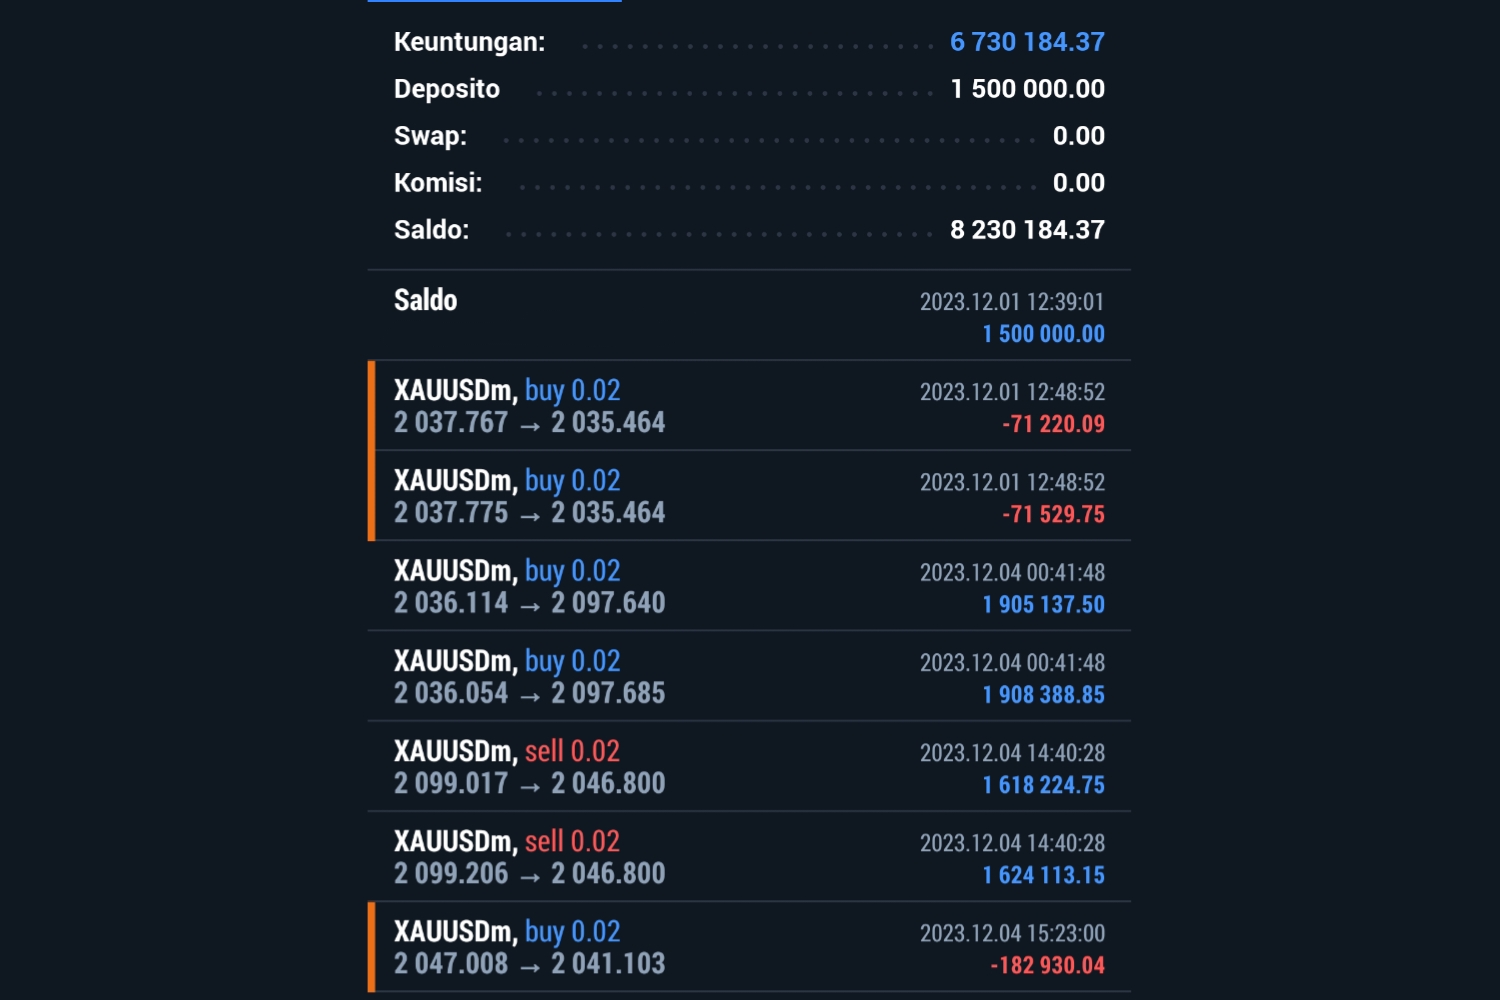 Keuntungan: 6 730 184.37
Deposito 1 500 000.00
Swap: 0.00
Komisi: 0.00
Saldo: 8 230 184.37
Saldo 2023.12.01 12:39:01
1 500 000.00
XAUUSDm, buy 0.02 2023.12.01 12:48:52
2 037.767 → 2 035.464 -71 220.09
XAUUSDm, buy 0.02 2023.12.01 12:48:52
2 037.775 → 2 035.464 -71 529.75
XAUUSDm, buy 0.02 2023.12.04 00:41:48
2 036.114 → 2 097.640 1 905 137.50
XAUUSDm, buy 0.02 2023.12.04 00:41:48
2 036.054 → 2 097.685 1 908 388.85
XAUUSDm, sell 0.02 2023.12.04 14:40:28
2 099.017 → 2 046.800 1 618 224.75
XAUUSDm, sell 0.02 2023.12.04 14:40:28
2 099.206 → 2 046.800 1 624 113.15
XAUUSDm, buy 0.02 2023.12.04 15:23:00
2 047.008 → 2 041.103 -182 930.04